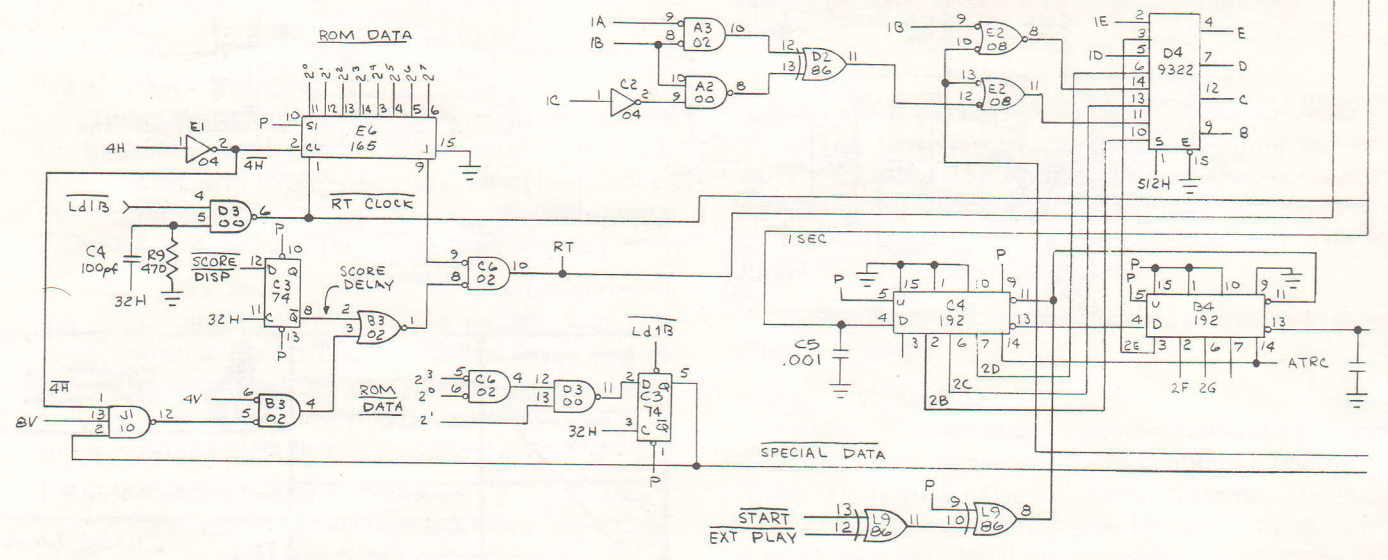 ROM DATA
2⁰ 2¹ 2² 2³ 2⁴ 2⁵ 2⁶ 2⁷
11 12 13 14 3 4 5 6
P 10 SI E6 165 J 15
4H 1 E1 04 2 4H 2 CL
1 9
RT CLOCK
Ld1B 4 5 D3 00 6
C4 100pf R9 470
32H
SCORE DISP 12 P 10
D Q C3 74 C Q
32H 11 8 13 P
SCORE DELAY
2 3 B3 02 1
9 8 C6 02 10 RT
4H
8V 1 13 2 J1 10 12
4V 6 5 B3 02 4
ROM DATA
2³ 5 2⁰ 6 C6 02 4
2¹ 12 13 D3 00 11
Ld1B
2 D Q 5 C3 74
32H 3 C Q 1 P
SPECIAL DATA
1A 9 1B 8 A3 02 10
1C 1 C2 04 2
10 9 A2 00 8
12 13 D2 86 11
1B 9 10 E2 08 8
13 12 E2 08 11
1E 2 3 1D 5 6 14 13 11 10
D4 9322 S E
4 E
7 D
12 C
9 B
1 15
512H
1 SEC
P 5 U 4 D C4 192
15 1 10 9 P 11 13
3 2 6 7 14
C5 .001
2B 2C 2D 2E
P P 5 U 4 D B4 192
15 1 10 9 11 13
3 2 6 7 14
2F 2G ATRC
START 13
EXT PLAY 12 L9 86 11
P 9 10 L9 86 8